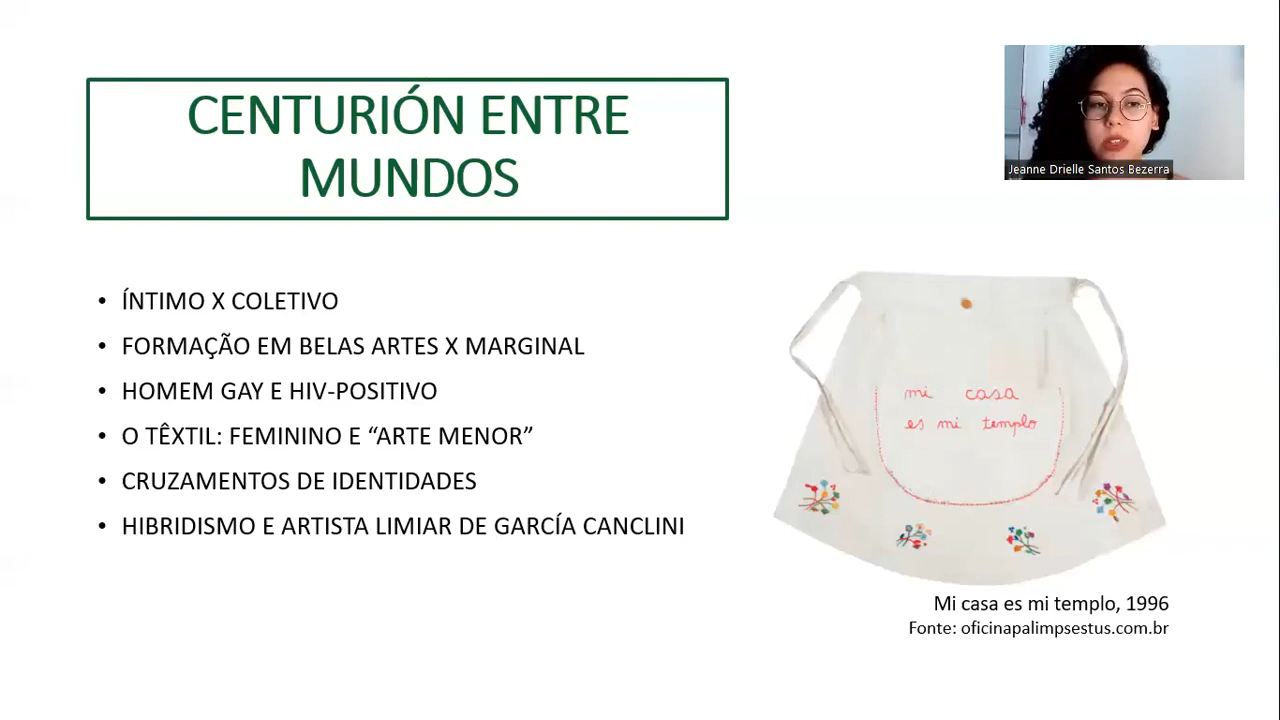 CENTURIÓN ENTRE
MUNDOS
Jeanne Drielle Santos Bezerra
• ÍNTIMO X COLETIVO
• FORMAÇÃO EM BELAS ARTES X MARGINAL
• HOMEM GAY E HIV-POSITIVO
• O TÊXTIL: FEMININO E “ARTE MENOR”
• CRUZAMENTOS DE IDENTIDADES
• HIBRIDISMO E ARTISTA LIMIAR DE GARCÍA CANCLINI
mi casa
es mi templo
Mi casa es mi templo, 1996
Fonte: oficinapalimpsestus.com.br